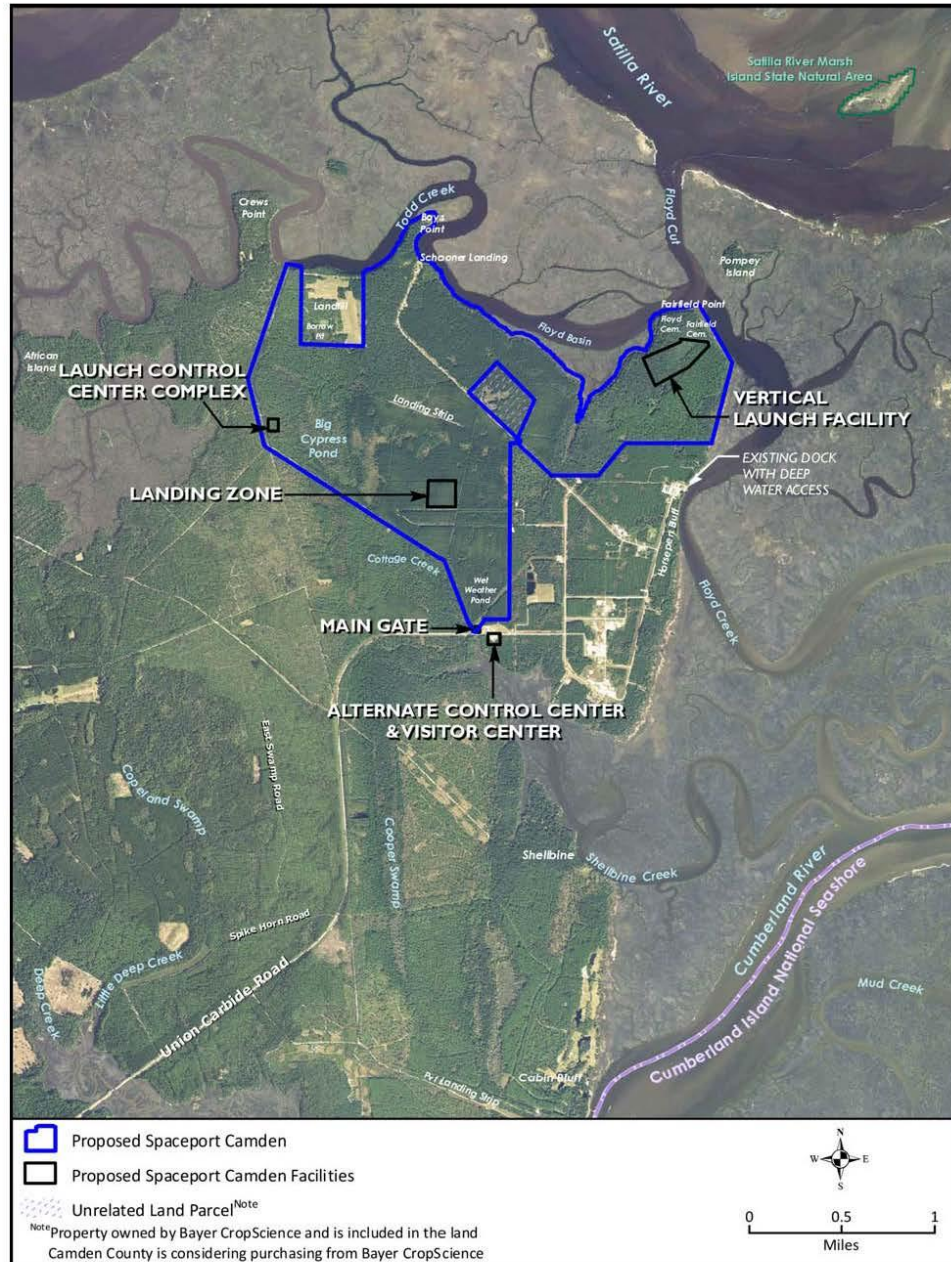 Satilla River
Satilla River Marsh
Island State Natural Area
Crews
Point
Todd Creek
Bays
Point
Schooner Landing
Floyd Cut
Pompey
Island
Landfill
Borrow
Pit
Floyd Basin
Fairfield Point
Floyd
Cem.
Fairfield
Cem.
African
Island
LAUNCH CONTROL
CENTER COMPLEX
Landing Strip
VERTICAL
LAUNCH FACILITY
Big
Cypress
Pond
EXISTING DOCK
WITH DEEP
WATER ACCESS
LANDING ZONE
Horsepen Bluff
Cottage Creek
Wet
Weather
Pond
Floyd Creek
MAIN GATE
ALTERNATE CONTROL CENTER
& VISITOR CENTER
East Swamp Road
Copeland Swamp
Cooper Swamp
Shellbine
Shellbine Creek
Cumberland River
Cumberland Island National Seashore
Spike Horn Road
Little Deep Creek
Deep Creek
Mud Creek
Union Carbide Road
Pvt Landing Strip
Cabin Bluff
Proposed Spaceport Camden
Proposed Spaceport Camden Facilities
Unrelated Land Parcel Note
Note Property owned by Bayer CropScience and is included in the land
Camden County is considering purchasing from Bayer CropScience
N
W E
S
0 0.5 1
Miles